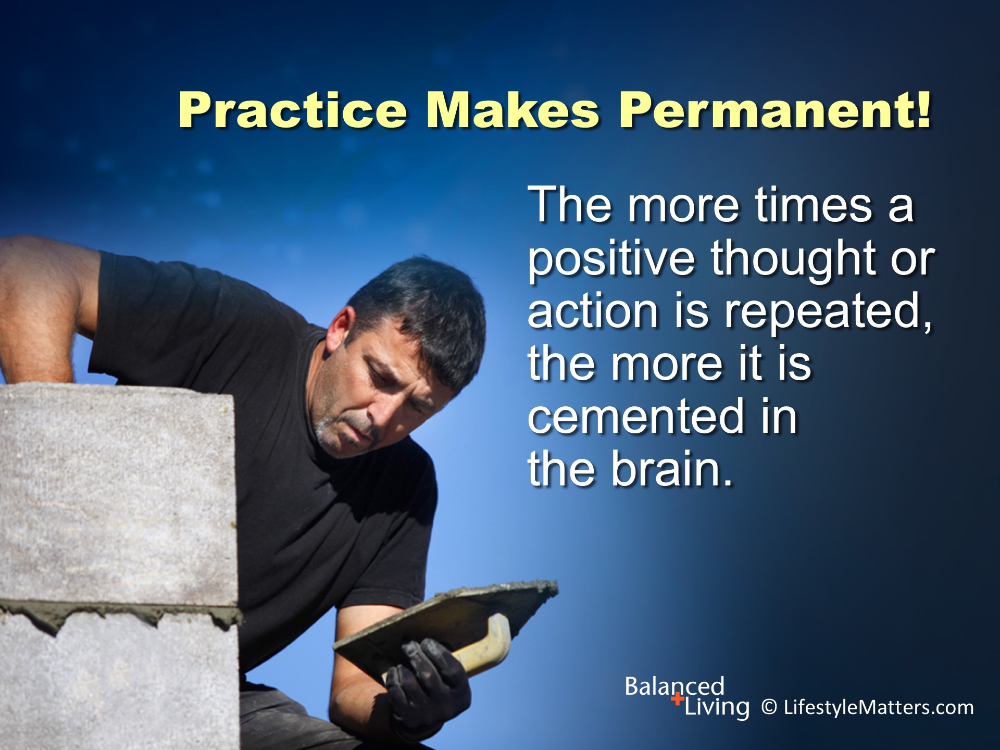 Practice Makes Permanent!
The more times a
positive thought or
action is repeated,
the more it is
cemented in
the brain.
Balanced
Living © LifestyleMatters.com